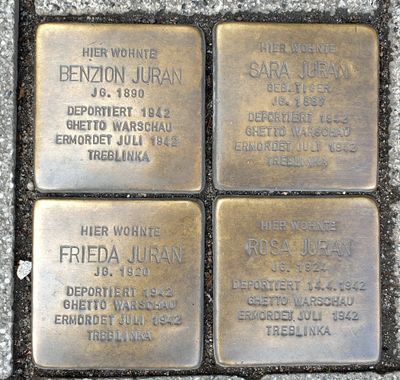 HIER WOHNTE
BENZION JURAN
JG. 1890
DEPORTIERT 1942
GHETTO WARSCHAU
ERMORDET JULI 1942
TREBLINKA
HIER WOHNTE
SARA JURAN
GEB. TIGER
JG. 1889
DEPORTIERT 1942
GHETTO WARSCHAU
ERMORDET JULI 1942
TREBLINKA
HIER WOHNTE
FRIEDA JURAN
JG. 1920
DEPORTIERT 1942
GHETTO WARSCHAU
ERMORDET JULI 1942
TREBLINKA
HIER WOHNTE
ROSA JURAN
JG. 1924
DEPORTIERT 14.4.1942
GHETTO WARSCHAU
ERMORDET JULI 1942
TREBLINKA